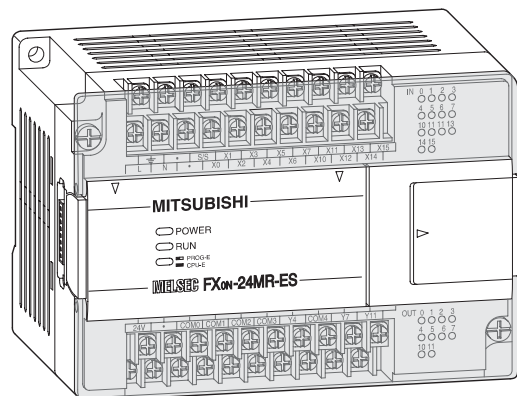 IN 0 1 2 3
4 5 6 7
10 11 11 13
14 15
S/S X1 X3 X5 X7 X11 X13 X15
L N • • X0 X2 X4 X6 X10 X12 X14
MITSUBISHI
POWER
RUN
PROG-E
CPU-E
MELSEC FX0N-24MR-ES
24V • COM0 COM1 COM2 COM3 Y4 COM4 Y7 Y11
OUT 0 1 2 3
4 5 6 7
10 11